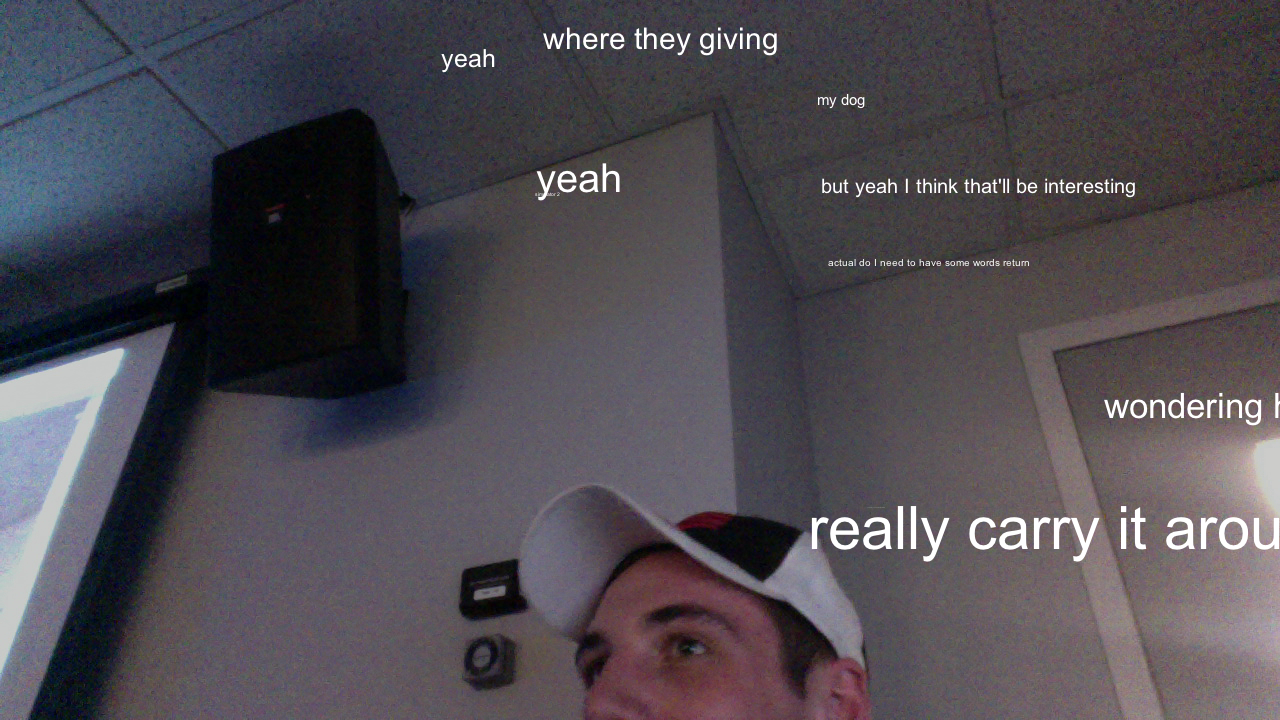 where they giving
yeah
my dog
yeah
but yeah I think that'll be interesting
actual do I need to have some words return
wondering h
really carry it arou